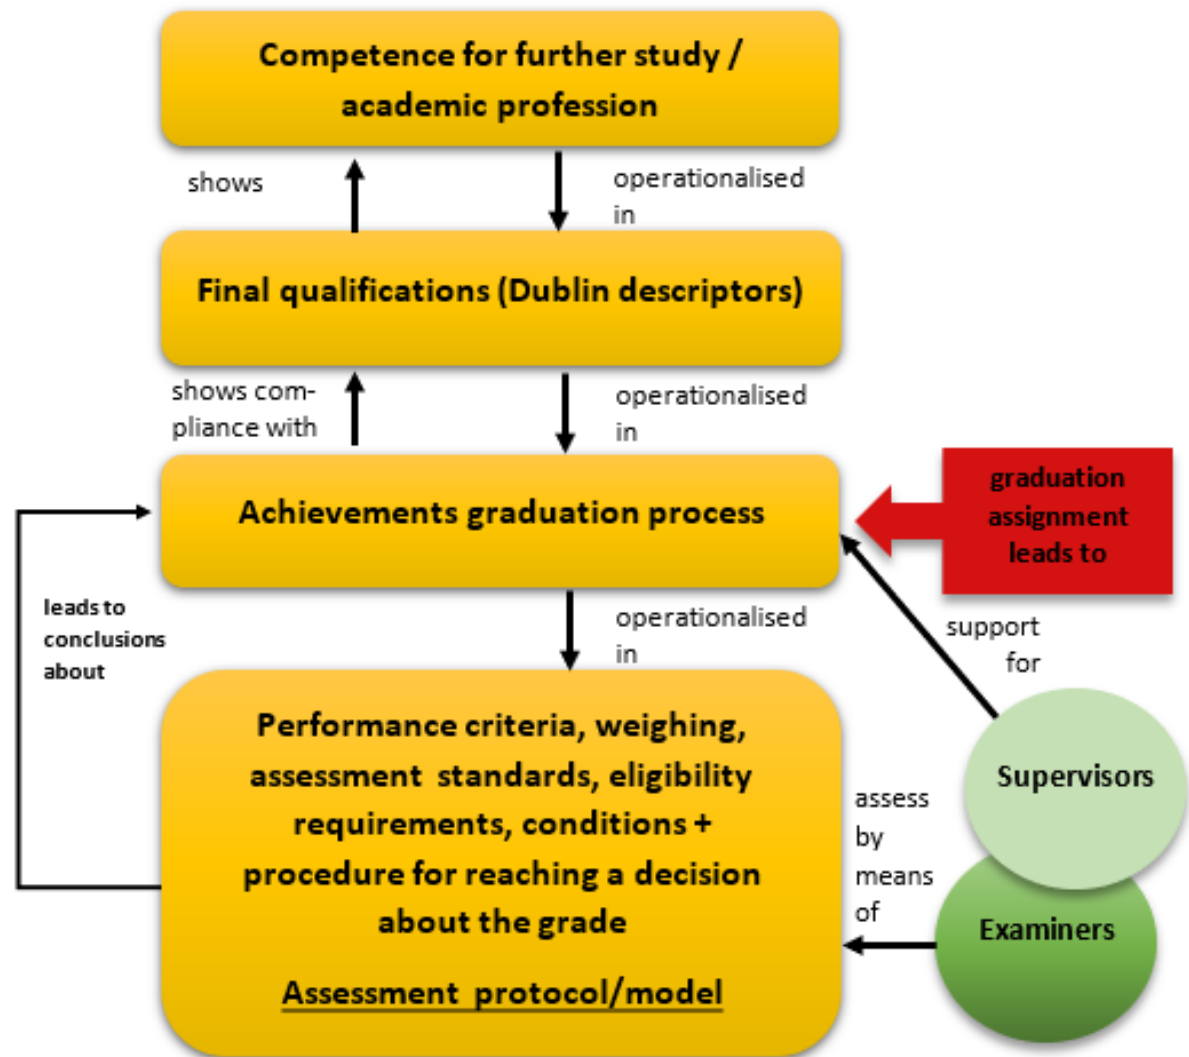 Competence for further study /
academic profession
shows
operationalised
in
Final qualifications (Dublin descriptors)
shows com-
pliance with
operationalised
in
Achievements graduation process
graduation
assignment
leads to
leads to
conclusions
about
operationalised
in
support
for
Performance criteria, weighing,
assessment standards, eligibility
requirements, conditions +
procedure for reaching a decision
about the grade
Assessment protocol/model
assess
by
means
of
Supervisors
Examiners